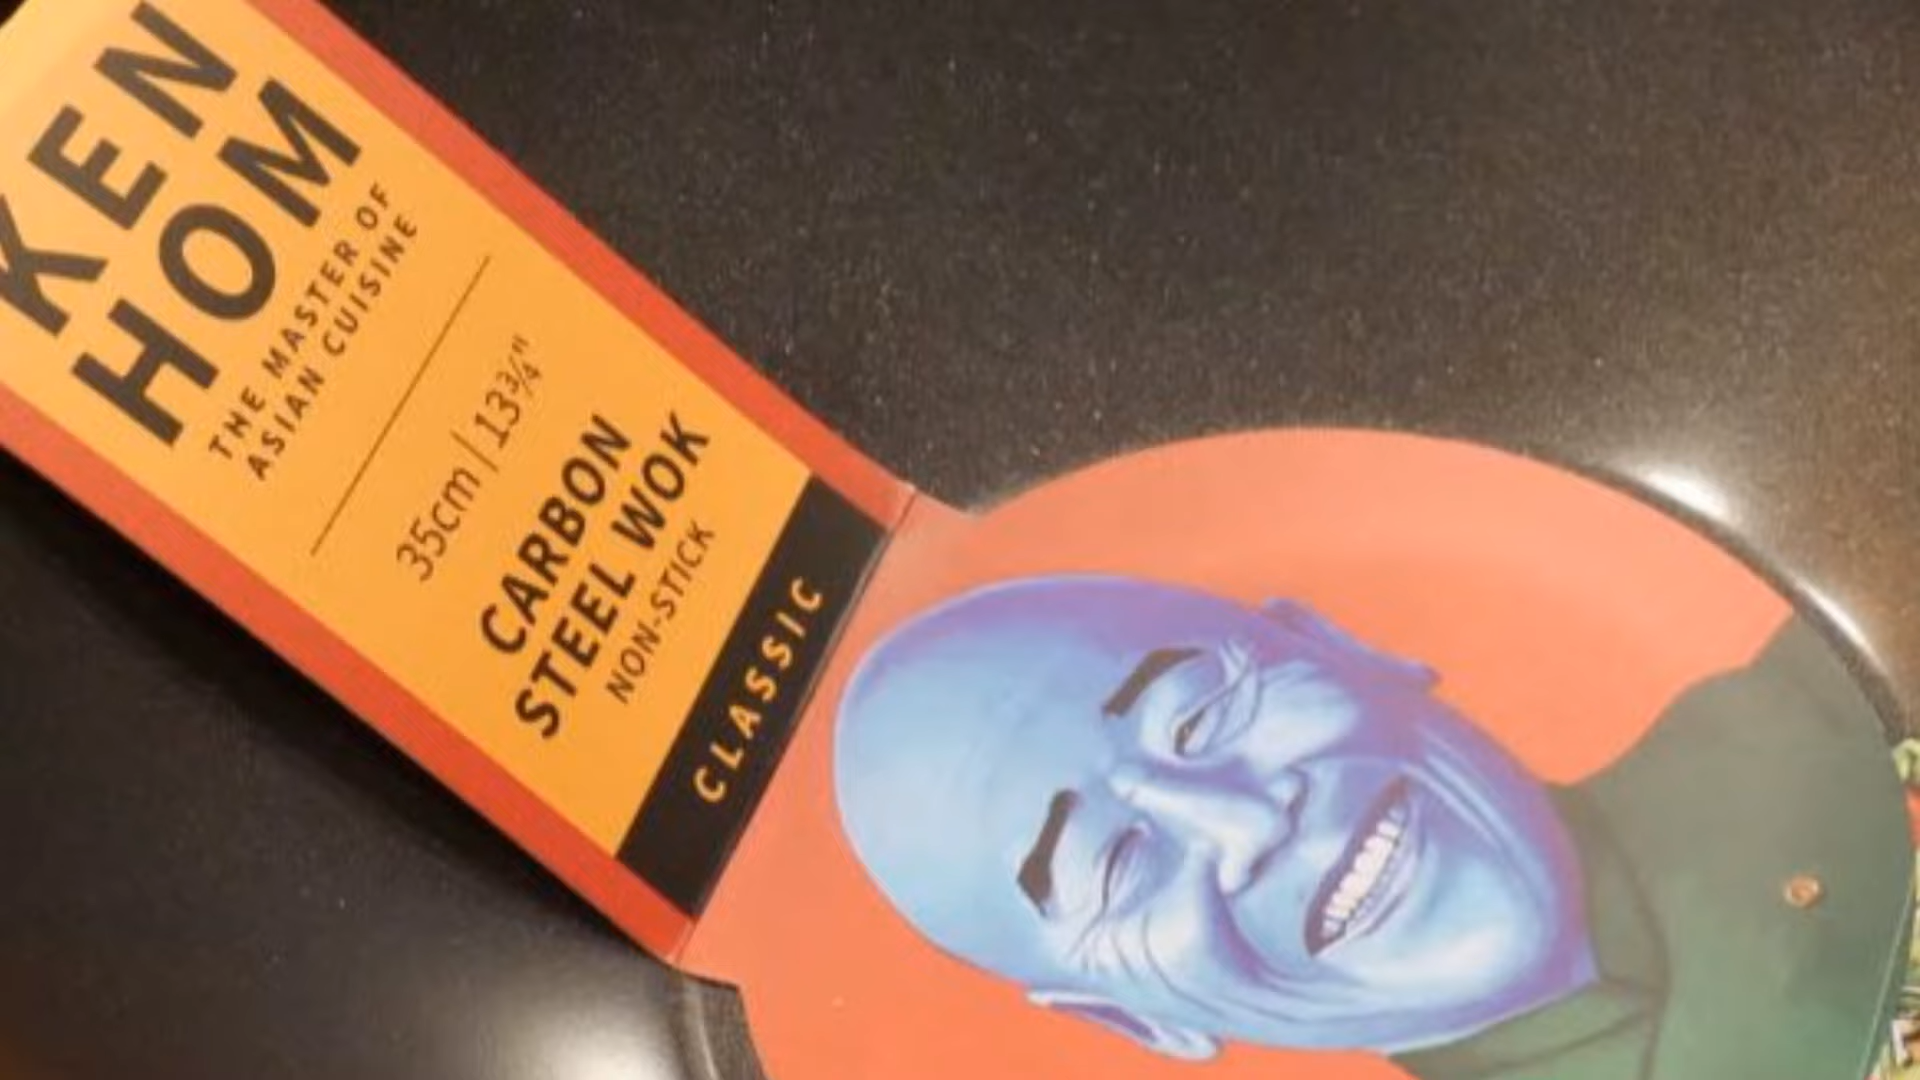 KEN
HOM
THE MASTER OF
ASIAN CUISINE
35cm | 13¾"
CARBON
STEEL WOK
NON-STICK
CLASSIC